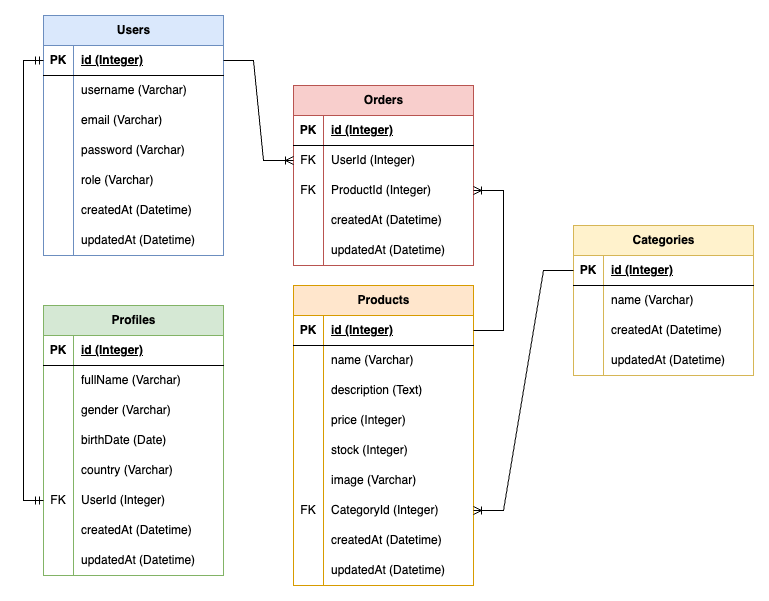 Users
PK id (Integer)
username (Varchar)
email (Varchar)
password (Varchar)
role (Varchar)
createdAt (Datetime)
updatedAt (Datetime)
Orders
PK id (Integer)
FK UserId (Integer)
FK ProductId (Integer)
createdAt (Datetime)
updatedAt (Datetime)
Categories
PK id (Integer)
name (Varchar)
createdAt (Datetime)
updatedAt (Datetime)
Profiles
PK id (Integer)
fullName (Varchar)
gender (Varchar)
birthDate (Date)
country (Varchar)
FK UserId (Integer)
createdAt (Datetime)
updatedAt (Datetime)
Products
PK id (Integer)
name (Varchar)
description (Text)
price (Integer)
stock (Integer)
image (Varchar)
FK CategoryId (Integer)
createdAt (Datetime)
updatedAt (Datetime)